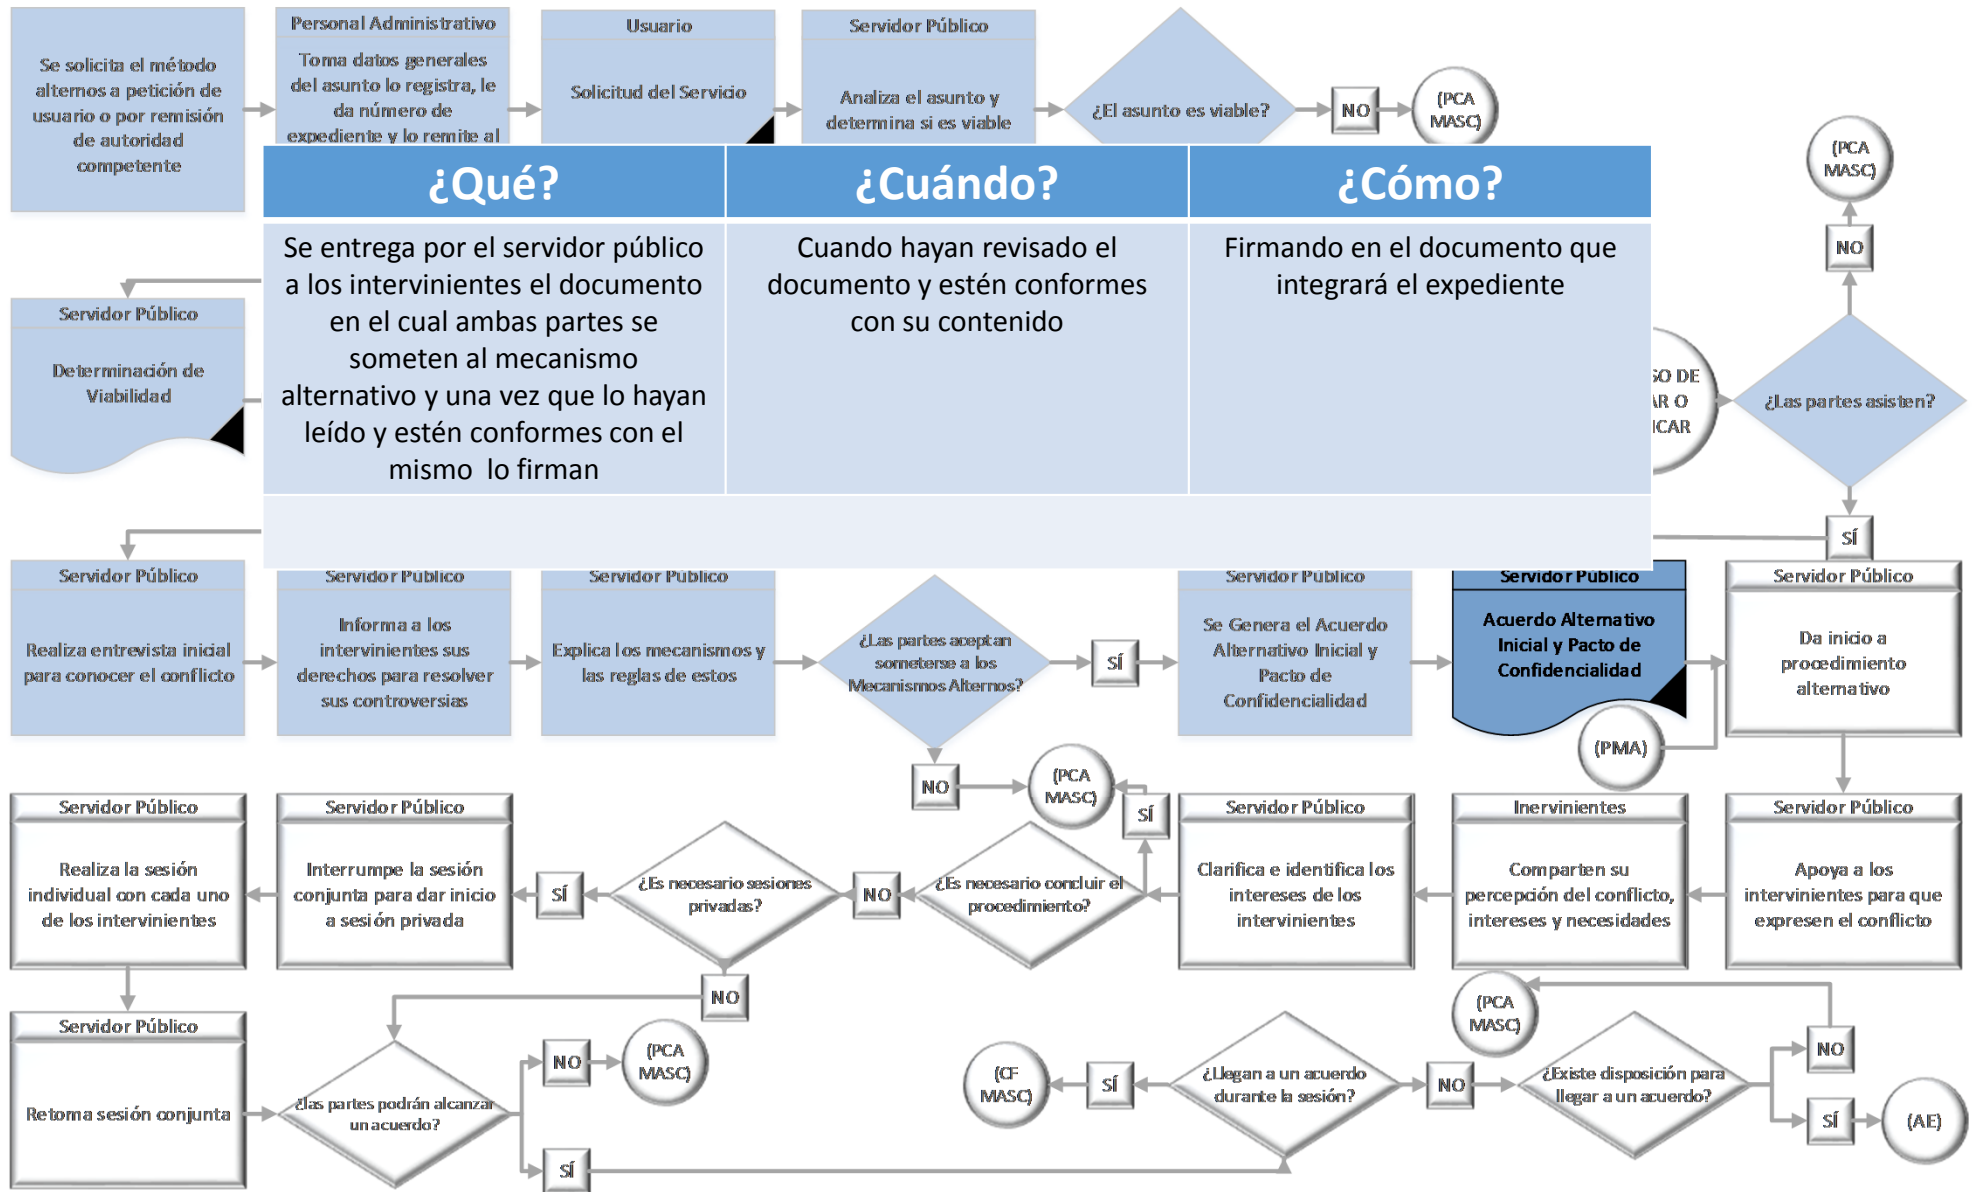 Se solicita el método
alternos a petición de
usuario o por remisión
de autoridad
competente
Personal Administrativo
Toma datos generales
del asunto lo registra, le
da número de
expediente y lo remite al
Usuario
Solicitud del Servicio
Servidor Público
Analiza el asunto y
determina si es viable
¿El asunto es viable?
NO
(PCA
MASC)
(PCA
MASC)
NO
¿Qué?
¿Cuándo?
¿Cómo?
Se entrega por el servidor público
a los intervinientes el documento
en el cual ambas partes se
someten al mecanismo
alternativo y una vez que lo hayan
leído y estén conformes con el
mismo lo firman
Cuando hayan revisado el
documento y estén conformes
con su contenido
Firmando en el documento que
integrará el expediente
Servidor Público
Determinación de
Viabilidad
DE
O
¿Las partes asisten?
SÍ
Servidor Público
Realiza entrevista inicial
para conocer el conflicto
Servidor Público
Informa a los
intervinientes sus
derechos para resolver
sus controversias
Servidor Público
Explica los mecanismos y
las reglas de estos
¿Las partes aceptan
someterse a los
Mecanismos Alternos?
SÍ
Servidor Público
Se Genera el Acuerdo
Alternativo Inicial y
Pacto de
Confidencialidad
Servidor Público
Acuerdo Alternativo
Inicial y Pacto de
Confidencialidad
(PMA)
Servidor Público
Da inicio a
procedimiento
alternativo
NO
(PCA
MASC)
SÍ
Servidor Público
Realiza la sesión
individual con cada uno
de los intervinientes
Servidor Público
Interrumpe la sesión
conjunta para dar inicio
a sesión privada
SÍ
¿Es necesario sesiones
privadas?
NO
¿Es necesario concluir el
procedimiento?
Servidor Público
Clarifica e identifica los
intereses de los
intervinientes
Inervinientes
Comparten su
percepción del conflicto,
intereses y necesidades
Servidor Público
Apoya a los
intervinientes para que
expresen el conflicto
NO
Servidor Público
Retoma sesión conjunta
¿las partes podrán alcanzar
un acuerdo?
NO
(PCA
MASC)
SÍ
(CF
MASC)
SÍ
¿Llegan a un acuerdo
durante la sesión?
NO
(PCA
MASC)
¿Existe disposición para
llegar a un acuerdo?
NO
SÍ
(AE)